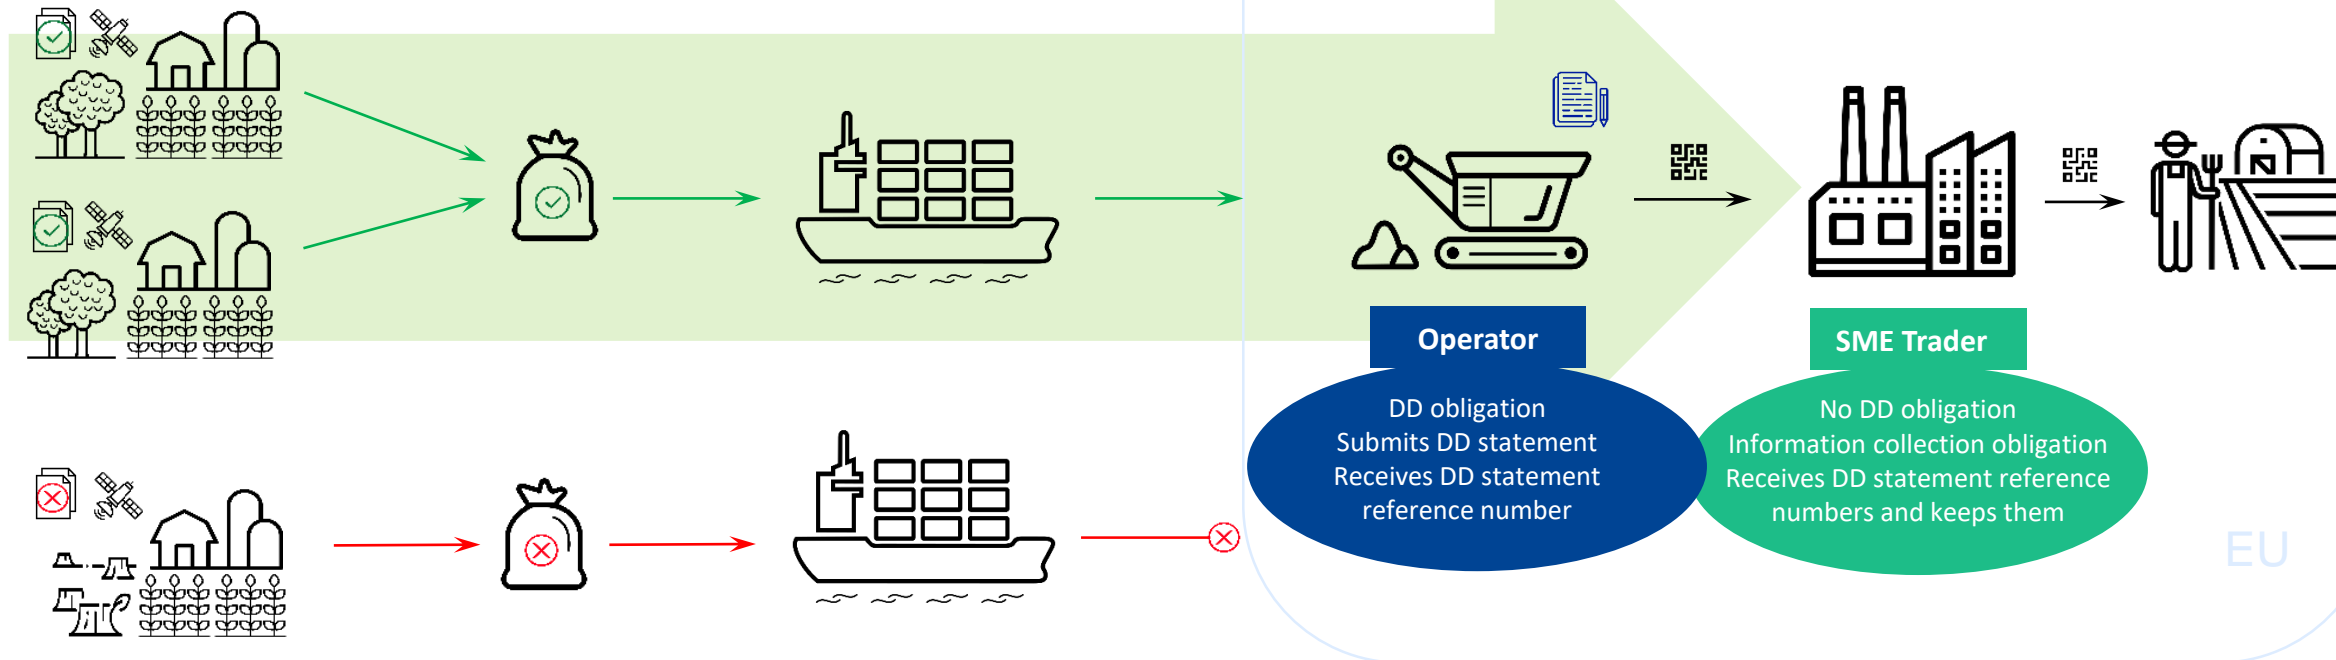 Operator
DD obligation
Submits DD statement
Receives DD statement
reference number
SME Trader
No DD obligation
Information collection obligation
Receives DD statement reference
numbers and keeps them
EU